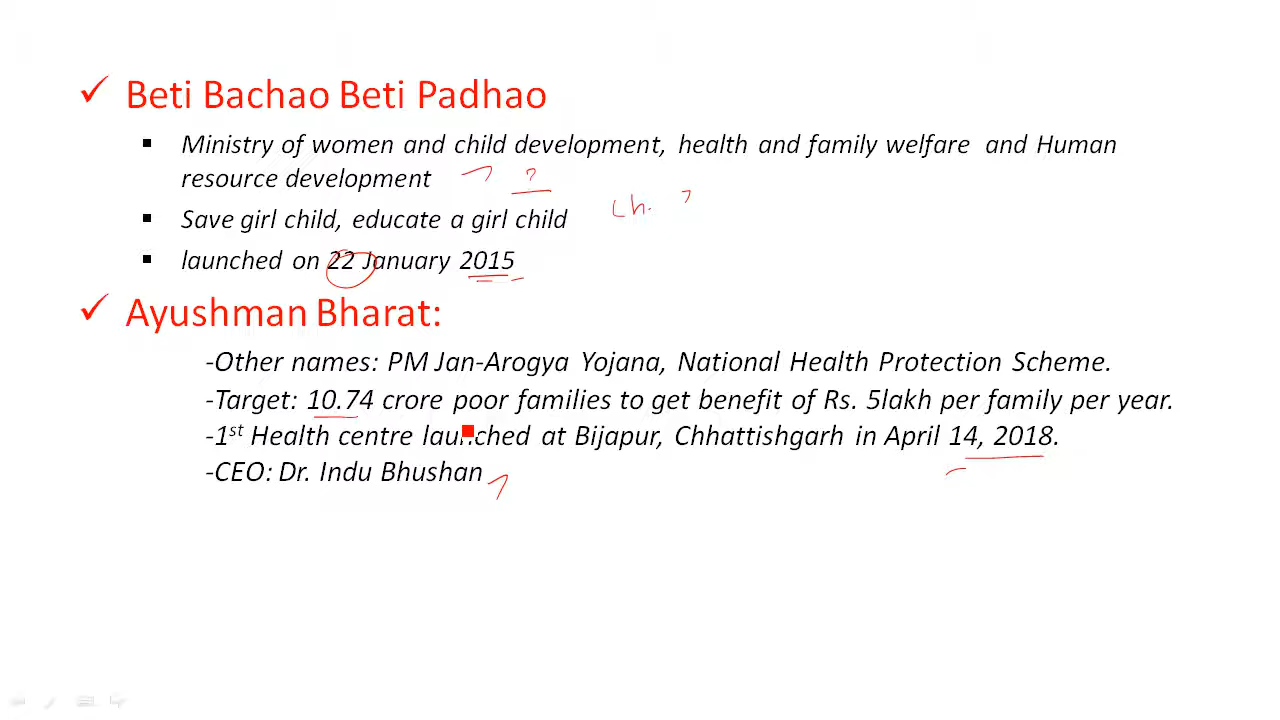 ✓ Beti Bachao Beti Padhao
▪ Ministry of women and child development, health and family welfare and Human
resource development
?
Ch. ?
▪ Save girl child, educate a girl child
▪ launched on 22 January 2015
✓ Ayushman Bharat:
-Other names: PM Jan-Arogya Yojana, National Health Protection Scheme.
-Target: 10.74 crore poor families to get benefit of Rs. 5lakh per family per year.
-1st Health centre launched at Bijapur, Chhattishgarh in April 14, 2018.
-CEO: Dr. Indu Bhushan